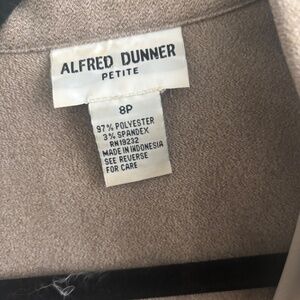 ALFRED DUNNER
PETITE
8P
97% POLYESTER
3% SPANDEX
RN19232
MADE IN INDONESIA
SEE REVERSE
FOR CARE